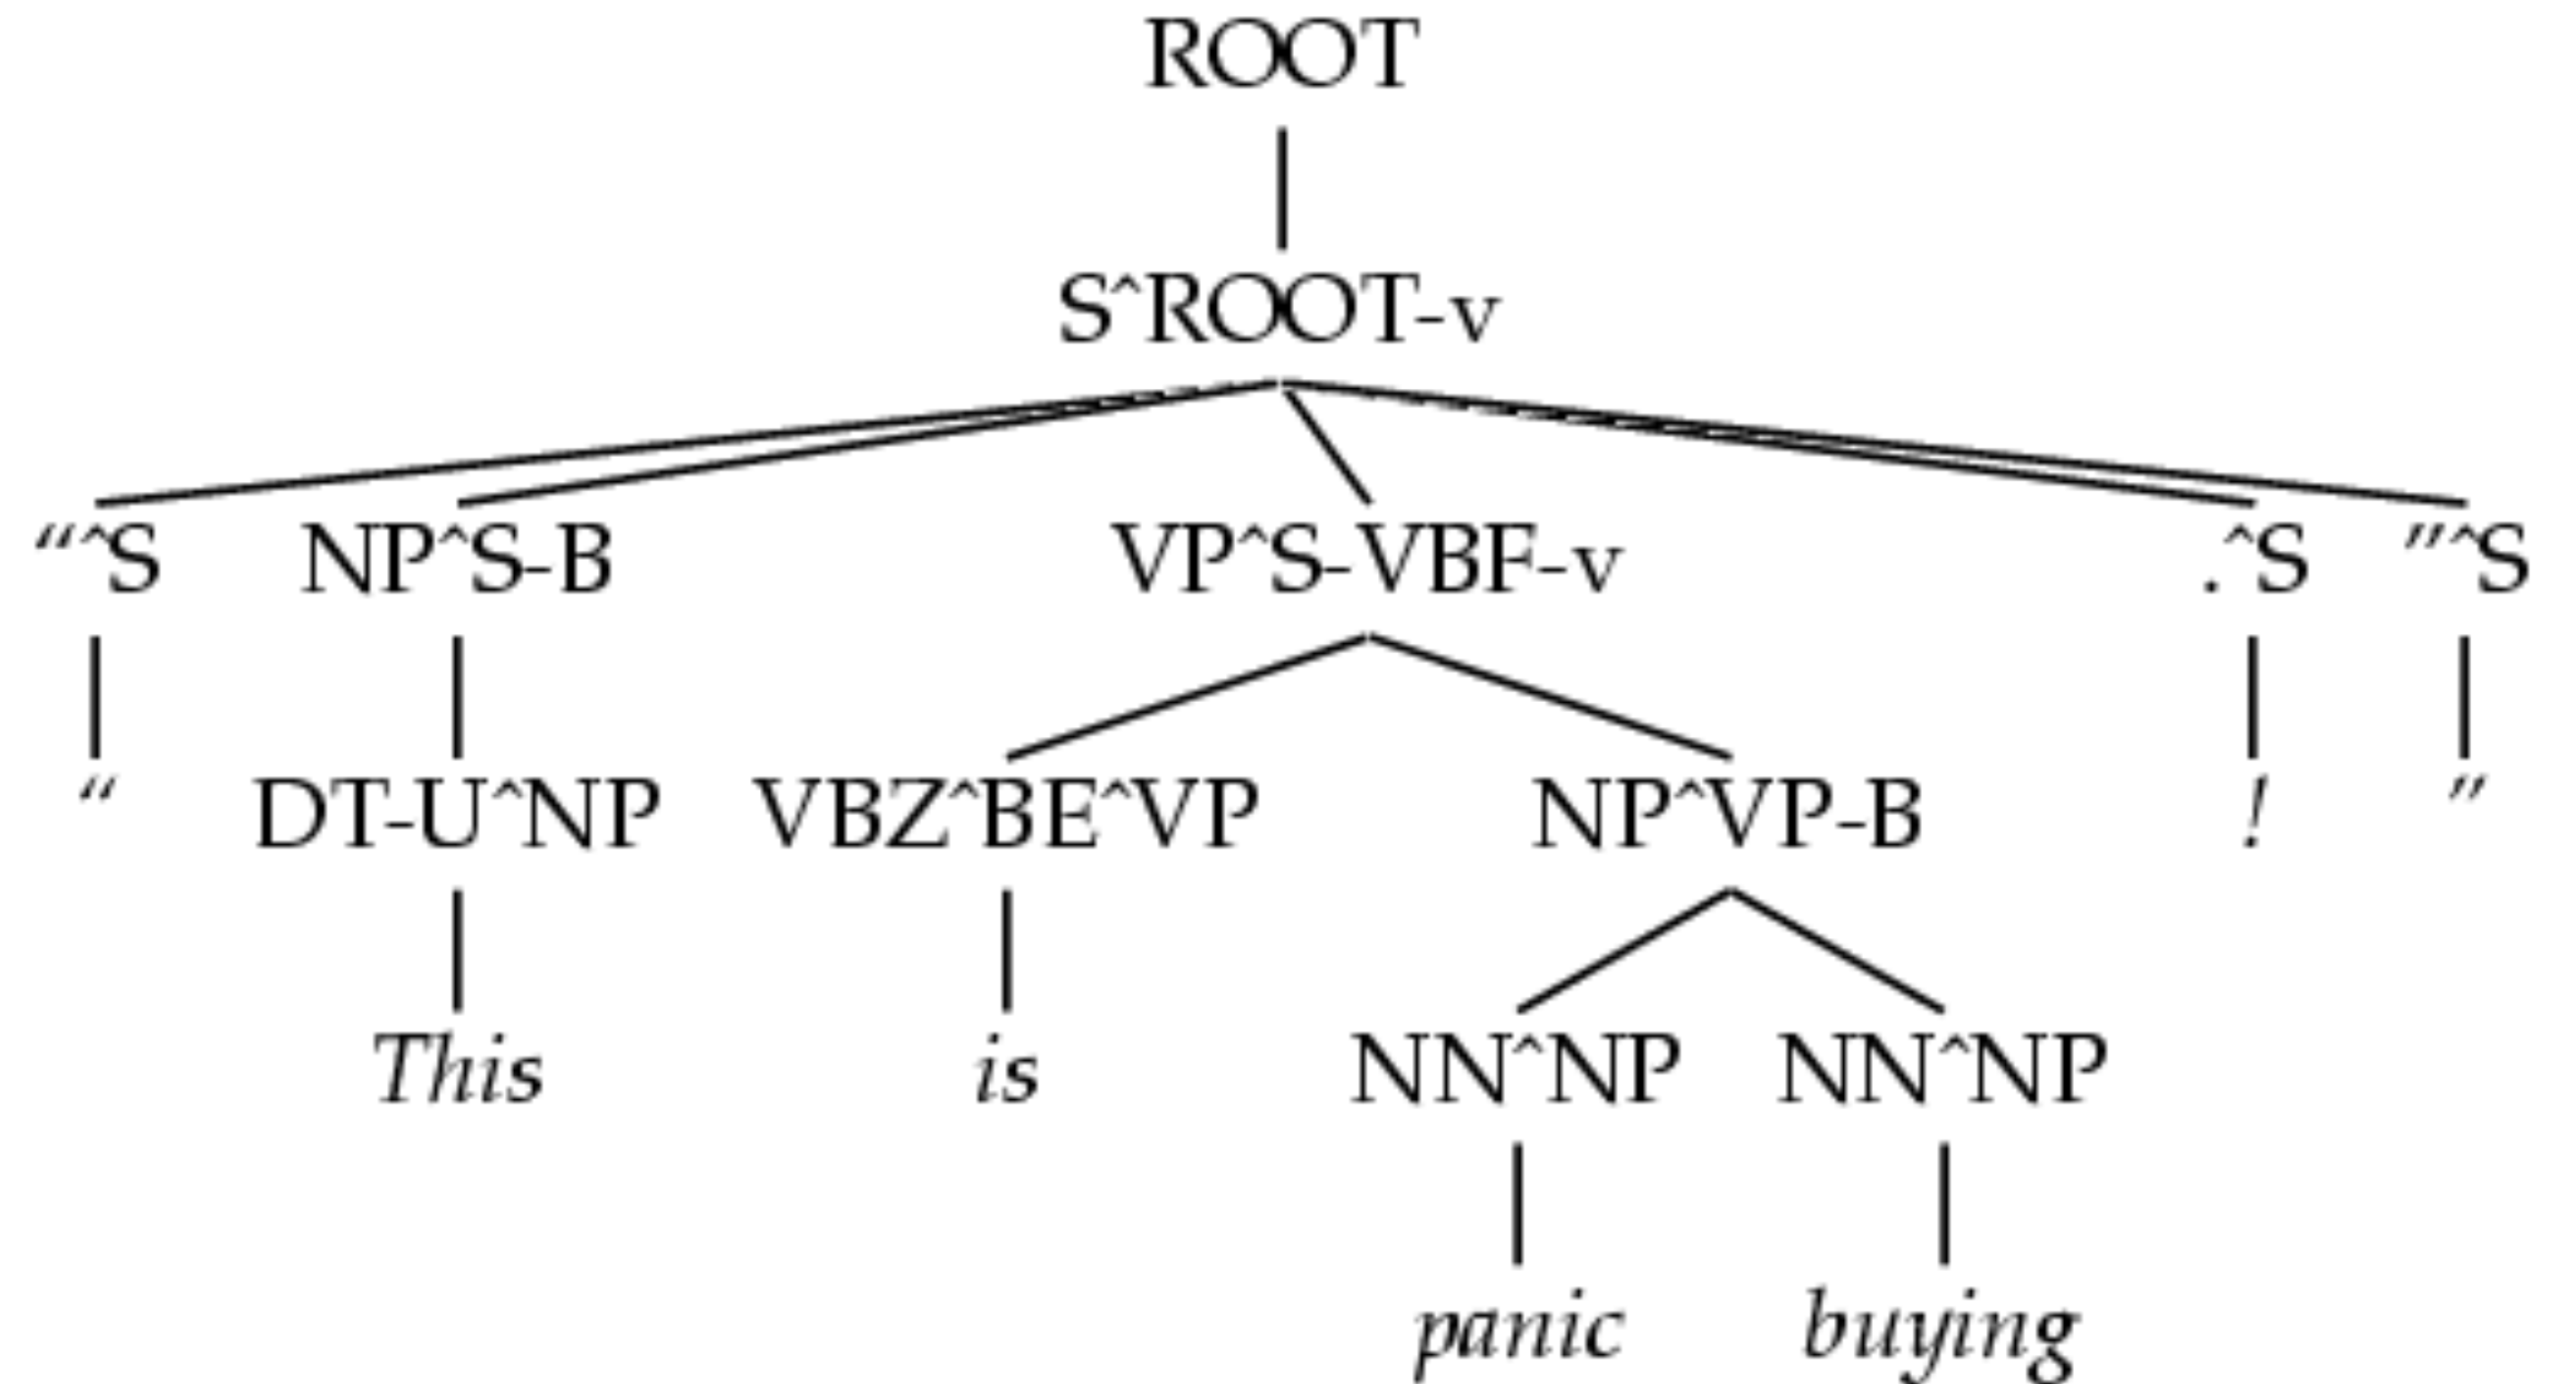 ROOT
S^ROOT-v
“^S NP^S-B VP^S-VBF-v .^S ”^S
“ DT-U^NP VBZ^BE^VP NP^VP-B ! ”
This is NN^NP NN^NP
panic buying